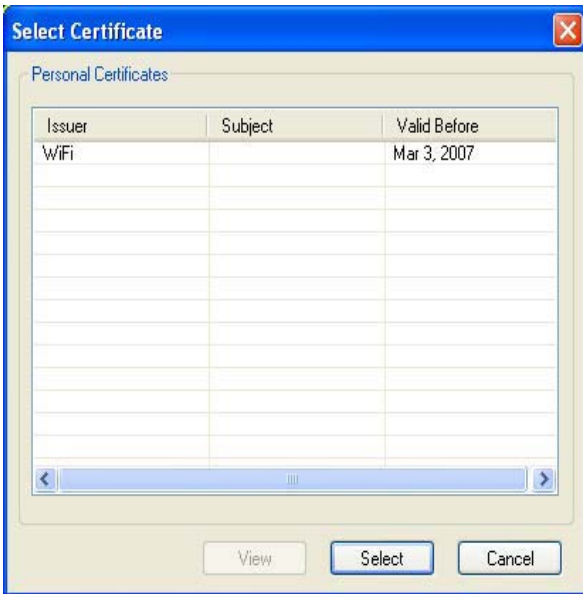 Select Certificate
Personal Certificates
Issuer Subject Valid Before
WiFi Mar 3, 2007
View Select Cancel